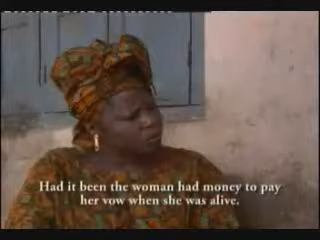 Had it been the woman had money to pay
her vow when she was alive.